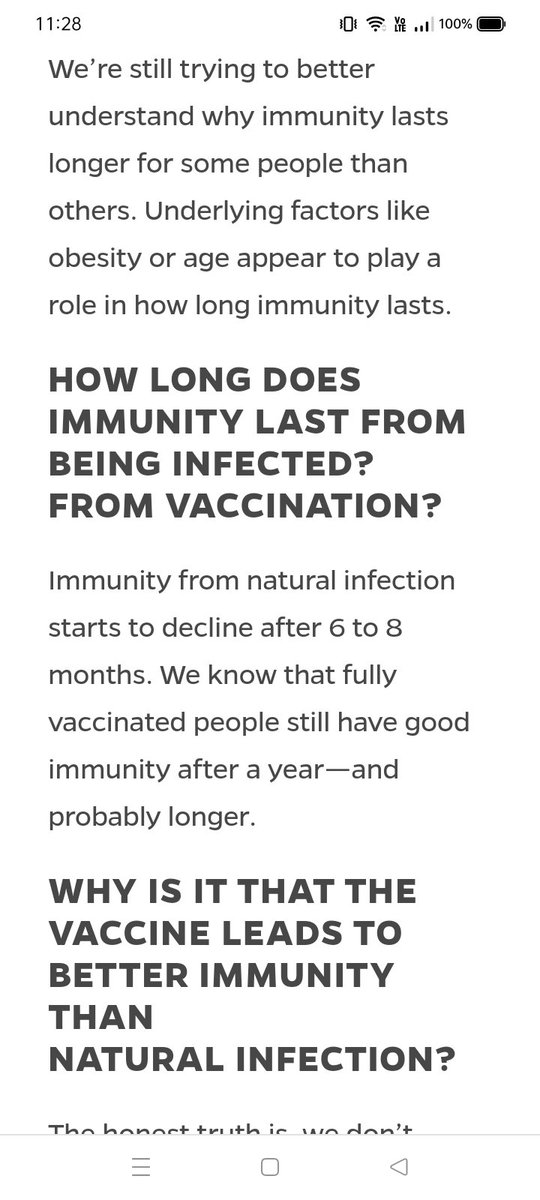 11:28
VO LTE 100%
We’re still trying to better
understand why immunity lasts
longer for some people than
others. Underlying factors like
obesity or age appear to play a
role in how long immunity lasts.
HOW LONG DOES
IMMUNITY LAST FROM
BEING INFECTED?
FROM VACCINATION?
Immunity from natural infection
starts to decline after 6 to 8
months. We know that fully
vaccinated people still have good
immunity after a year—and
probably longer.
WHY IS IT THAT THE
VACCINE LEADS TO
BETTER IMMUNITY
THAN
NATURAL INFECTION?
The honest truth is, we don’t